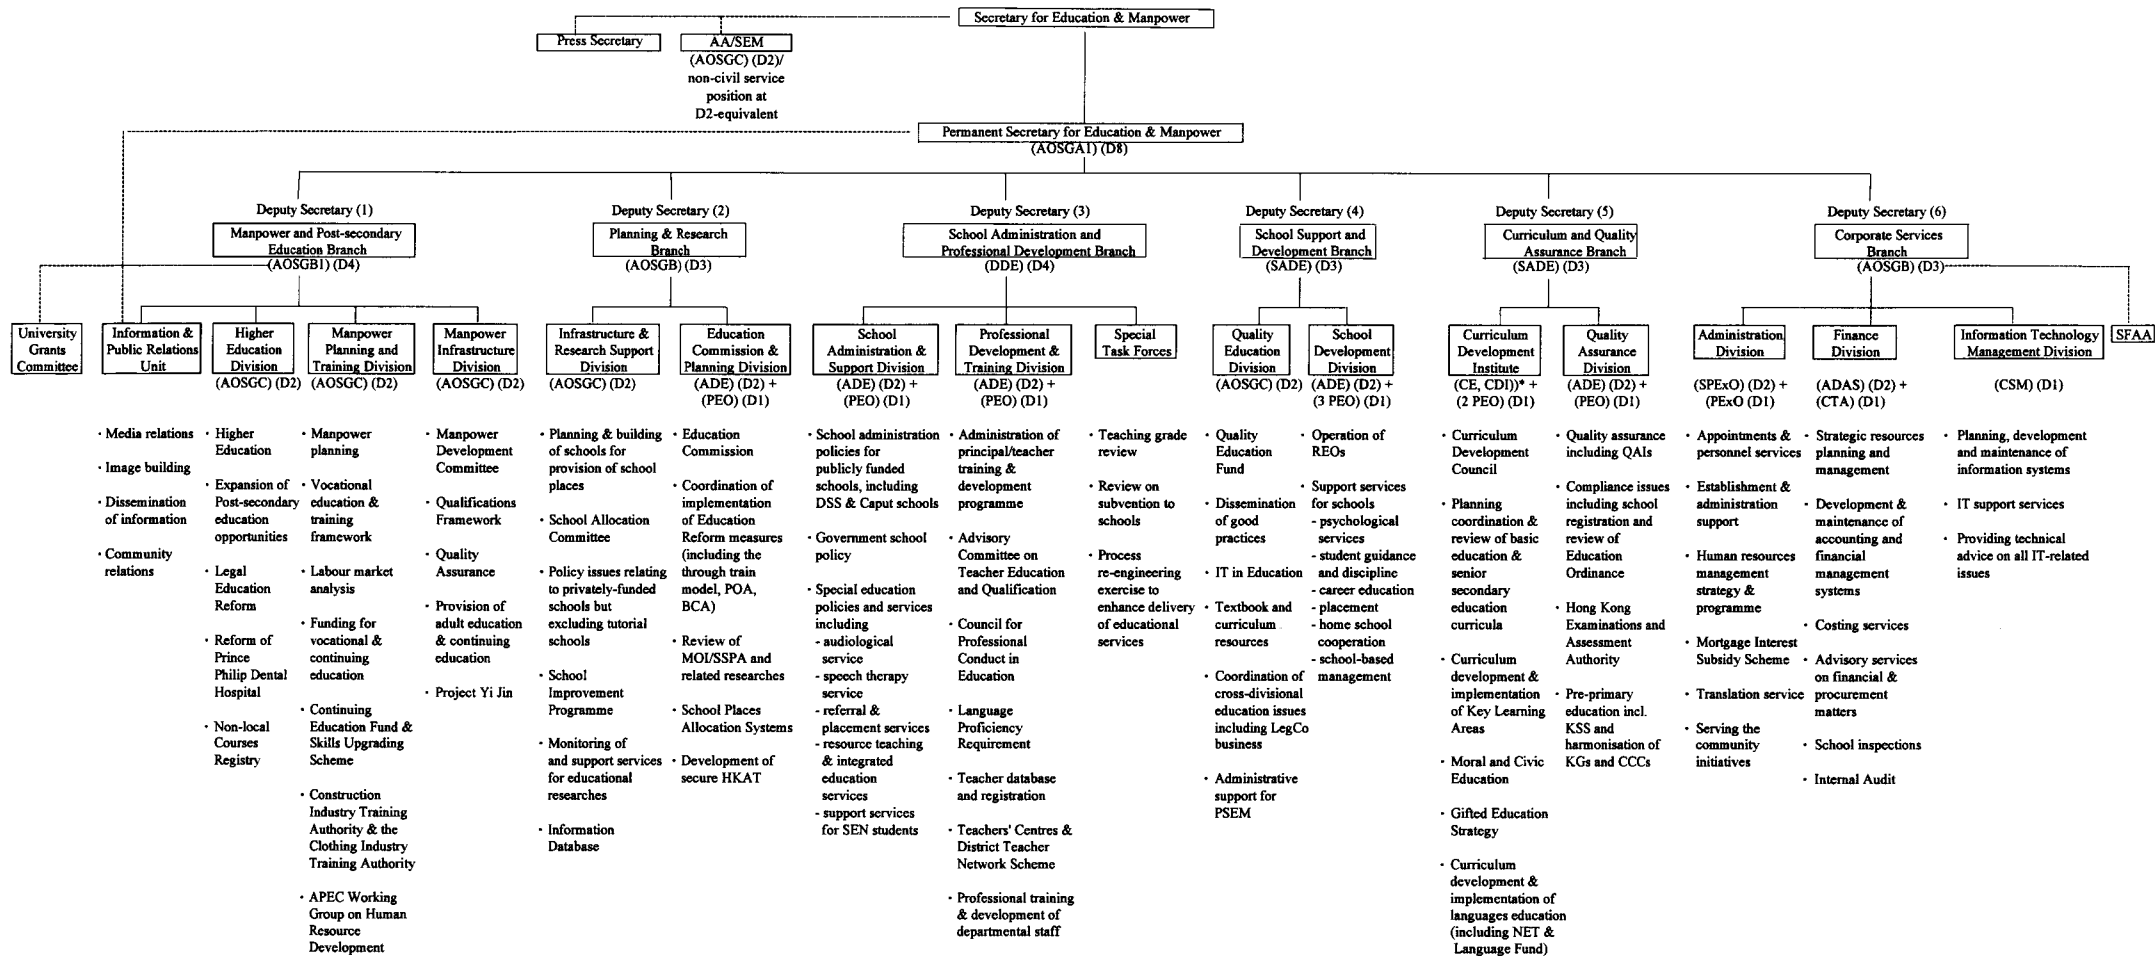 Secretary for Education & Manpower
Press Secretary
AA/SEM
(AOSGC) (D2)/
non-civil service
position at
D2-equivalent
Permanent Secretary for Education & Manpower
(AOSGA1) (D8)
Deputy Secretary (1)
Manpower and Post-secondary
Education Branch
(AOSGB1) (D4)
Deputy Secretary (2)
Planning & Research
Branch
(AOSGB) (D3)
Deputy Secretary (3)
School Administration and
Professional Development Branch
(DDE) (D4)
Deputy Secretary (4)
School Support and
Development Branch
(SADE) (D3)
Deputy Secretary (5)
Curriculum and Quality
Assurance Branch
(SADE) (D3)
Deputy Secretary (6)
Corporate Services
Branch
(AOSGB) (D3)
University
Grants
Committee
Information &
Public Relations
Unit
· Media relations
· Image building
· Dissemination
of information
· Community
relations
Higher
Education
Division
(AOSGC) (D2)
· Higher
Education
· Expansion of
Post-secondary
education
opportunities
· Legal
Education
Reform
· Reform of
Prince
Philip Dental
Hospital
· Non-local
Courses
Registry
Manpower
Planning and
Training Division
(AOSGC) (D2)
· Manpower
planning
· Vocational
education &
training
framework
· Labour market
analysis
· Funding for
vocational &
continuing
education
· Continuing
Education Fund &
Skills Upgrading
Scheme
· Construction
Industry Training
Authority & the
Clothing Industry
Training Authority
· APEC Working
Group on Human
Resource
Development
Manpower
Infrastructure
Division
(AOSGC) (D2)
· Manpower
Development
Committee
· Qualifications
Framework
· Quality
Assurance
· Provision of
adult education
& continuing
education
· Project Yi Jin
Infrastructure &
Research Support
Division
(AOSGC) (D2)
· Planning & building
of schools for
provision of school
places
· School Allocation
Committee
· Policy issues relating
to privately-funded
schools but
excluding tutorial
schools
· School
Improvement
Programme
· Monitoring of
and support services
for educational
researches
· Information
Database
Education
Commission &
Planning Division
(ADE) (D2) +
(PEO) (D1)
· Education
Commission
· Coordination of
implementation
of Education
Reform measures
(including the
through train
model, POA,
BCA)
· Review of
MOI/SSPA and
related researches
· School Places
Allocation Systems
· Development of
secure HKAT
School
Administration &
Support Division
(ADE) (D2) +
(PEO) (D1)
· School administration
policies for
publicly funded
schools, including
DSS & Caput schools
· Government school
policy
· Special education
policies and services
including
- audiological
service
- speech therapy
service
- referral &
placement services
- resource teaching
& integrated
education
services
- support services
for SEN students
Professional
Development &
Training Division
(ADE) (D2) +
(PEO) (D1)
· Administration of
principal/teacher
training &
development
programme
· Advisory
Committee on
Teacher Education
and Qualification
· Council for
Professional
Conduct in
Education
· Language
Proficiency
Requirement
· Teacher database
and registration
· Teachers' Centres &
District Teacher
Network Scheme
· Professional training
& development of
departmental staff
Special
Task Forces
· Teaching grade
review
· Review on
subvention to
schools
· Process
re-engineering
exercise to
enhance delivery
of educational
services
Quality
Education
Division
(AOSGC) (D2)
· Quality
Education
Fund
· Dissemination
of good
practices
· IT in Education
· Textbook and
curriculum
resources
· Coordination of
cross-divisional
education issues
including LegCo
business
· Administrative
support for
PSEM
School
Development
Division
(ADE) (D2) +
(3 PEO) (D1)
· Operation of
REOs
· Support services
for schools
- psychological
services
- student guidance
and discipline
- career education
- placement
- home school
cooperation
- school-based
management
Curriculum
Development
Institute
(CE, CDI))* +
(2 PEO) (D1)
· Curriculum
Development
Council
· Planning
coordination &
review of basic
education &
senior
secondary
education
curricula
· Curriculum
development &
implementation
of Key Learning
Areas
· Moral and Civic
Education
· Gifted Education
Strategy
· Curriculum
development &
implementation of
languages education
(including NET &
Language Fund)
Quality
Assurance
Division
(ADE) (D2) +
(PEO) (D1)
· Quality assurance
including QAIs
· Compliance issues
including school
registration and
review of
Education
Ordinance
· Hong Kong
Examinations and
Assessment
Authority
· Pre-primary
education incl.
KSS and
harmonisation of
KGs and CCCs
Administration
Division
(SPExO) (D2) +
(PExO (D1)
· Appointments &
personnel services
· Establishment &
administration
support
· Human resources
management
strategy &
programme
· Mortgage Interest
Subsidy Scheme
· Translation service
· Serving the
community
initiatives
Finance
Division
(ADAS) (D2) +
(CTA) (D1)
· Strategic resources
planning and
management
· Development &
maintenance of
accounting and
financial
management
systems
· Costing services
· Advisory services
on financial &
procurement
matters
· School inspections
· Internal Audit
Information Technology
Management Division
(CSM) (D1)
· Planning, development
and maintenance of
information systems
· IT support services
· Providing technical
advice on all IT-related
issues
SFAA